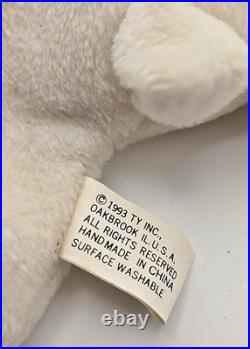 © 1993 TY INC.,
OAKBROOK IL. U.S.A.
ALL RIGHTS RESERVED
HANDMADE IN CHINA
SURFACE WASHABLE